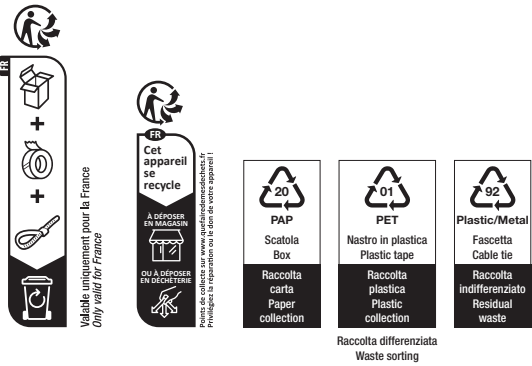 FR
+
+
Valable uniquement pour la France
Only valid for France
FR
Cet
appareil
se
recycle
À DÉPOSER
EN MAGASIN
OU À DÉPOSER
EN DÉCHÈTERIE
Points de collecte sur www.quefairedemesdechets.fr
Privilégiez la réparation ou le don de votre appareil !
20
PAP
Scatola
Box
Raccolta
carta
Paper
collection
01
PET
Nastro in plastica
Plastic tape
Raccolta
plastica
Plastic
collection
92
Plastic/Metal
Fascetta
Cable tie
Raccolta
indifferenziato
Residual
waste
Raccolta differenziata
Waste sorting